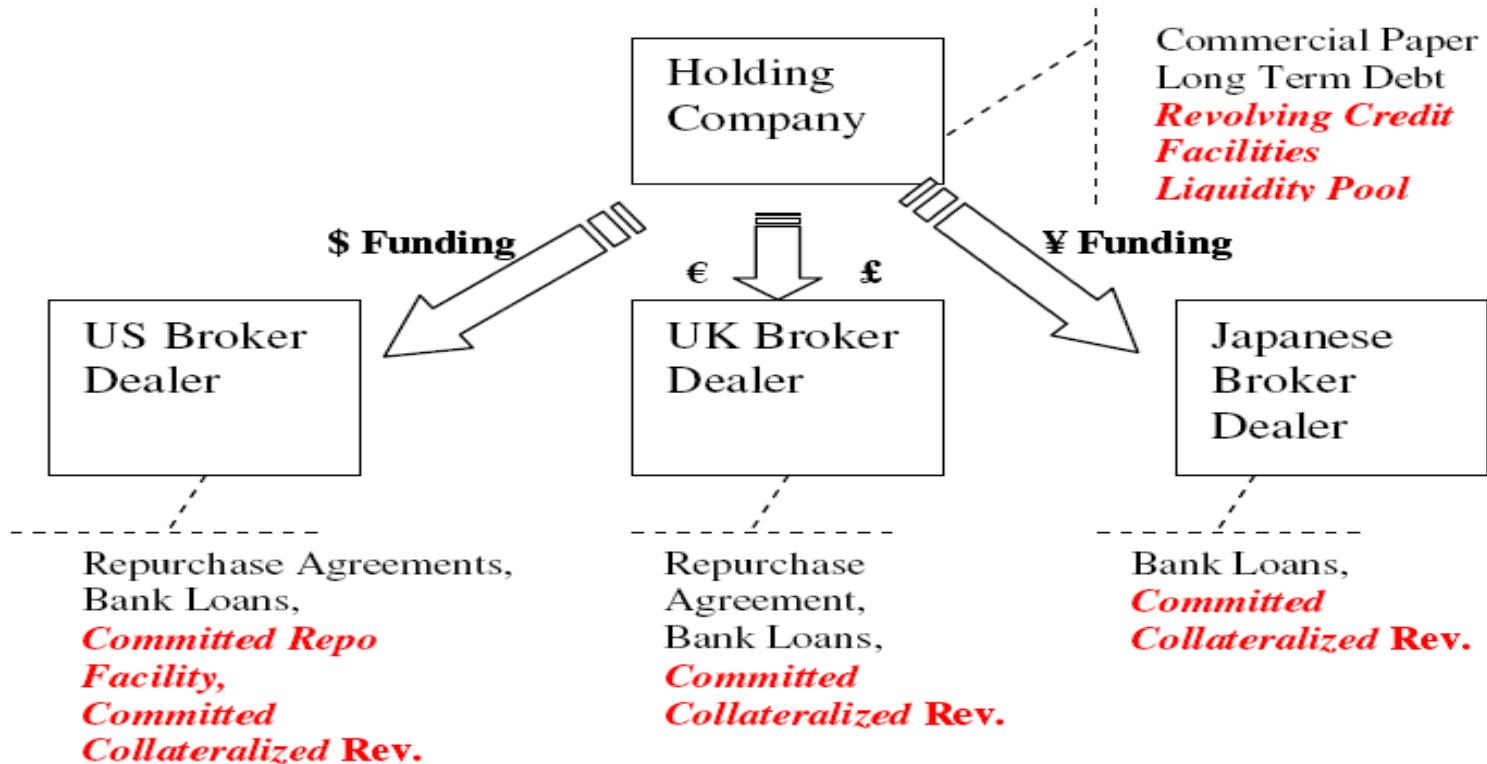 Holding
Company
Commercial Paper
Long Term Debt
Revolving Credit
Facilities
Liquidity Pool
$ Funding
€ £
¥ Funding
US Broker
Dealer
UK Broker
Dealer
Japanese
Broker
Dealer
Repurchase Agreements,
Bank Loans,
Committed Repo
Facility,
Committed
Collateralized Rev.
Repurchase
Agreement,
Bank Loans,
Committed
Collateralized Rev.
Bank Loans,
Committed
Collateralized Rev.